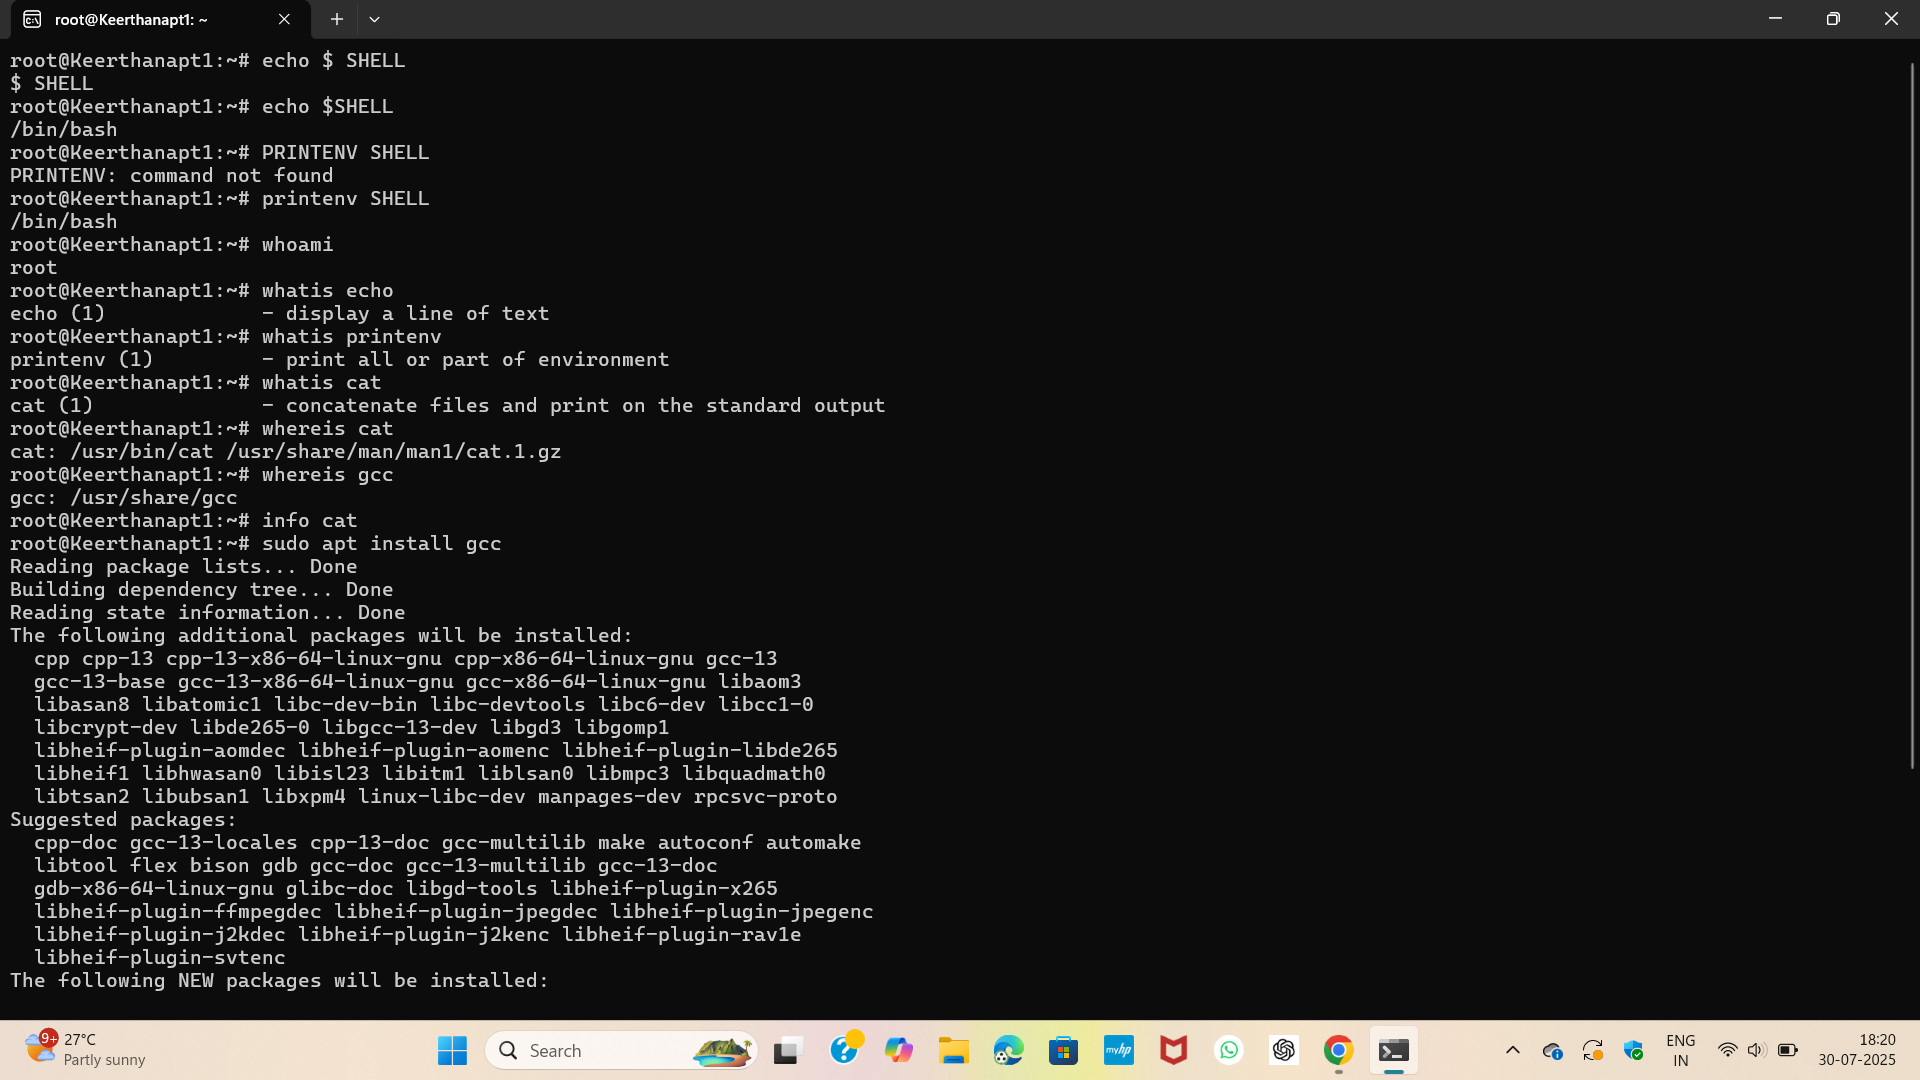 root@Keerthanapt1: ~
root@Keerthanapt1:~# echo $ SHELL
$ SHELL
root@Keerthanapt1:~# echo $SHELL
/bin/bash
root@Keerthanapt1:~# PRINTENV SHELL
PRINTENV: command not found
root@Keerthanapt1:~# printenv SHELL
/bin/bash
root@Keerthanapt1:~# whoami
root
root@Keerthanapt1:~# whatis echo
echo (1)             - display a line of text
root@Keerthanapt1:~# whatis printenv
printenv (1)         - print all or part of environment
root@Keerthanapt1:~# whatis cat
cat (1)              - concatenate files and print on the standard output
root@Keerthanapt1:~# whereis cat
cat: /usr/bin/cat /usr/share/man/man1/cat.1.gz
root@Keerthanapt1:~# whereis gcc
gcc: /usr/share/gcc
root@Keerthanapt1:~# info cat
root@Keerthanapt1:~# sudo apt install gcc
Reading package lists... Done
Building dependency tree... Done
Reading state information... Done
The following additional packages will be installed:
  cpp cpp-13 cpp-13-x86-64-linux-gnu cpp-x86-64-linux-gnu gcc-13
  gcc-13-base gcc-13-x86-64-linux-gnu gcc-x86-64-linux-gnu libaom3
  libasan8 libatomic1 libc-dev-bin libc-devtools libc6-dev libcc1-0
  libcrypt-dev libde265-0 libgcc-13-dev libgd3 libgomp1
  libheif-plugin-aomdec libheif-plugin-aomenc libheif-plugin-libde265
  libheif1 libhwasan0 libisl23 libitm1 liblsan0 libmpc3 libquadmath0
  libtsan2 libubsan1 libxpm4 linux-libc-dev manpages-dev rpcsvc-proto
Suggested packages:
  cpp-doc gcc-13-locales cpp-13-doc gcc-multilib make autoconf automake
  libtool flex bison gdb gcc-doc gcc-13-multilib gcc-13-doc
  gdb-x86-64-linux-gnu glibc-doc libgd-tools libheif-plugin-x265
  libheif-plugin-ffmpegdec libheif-plugin-jpegdec libheif-plugin-jpegenc
  libheif-plugin-j2kdec libheif-plugin-j2kenc libheif-plugin-rav1e
  libheif-plugin-svtenc
The following NEW packages will be installed:
9+
27°C
Partly sunny
Search
myhp
ENG
IN
18:20
30-07-2025